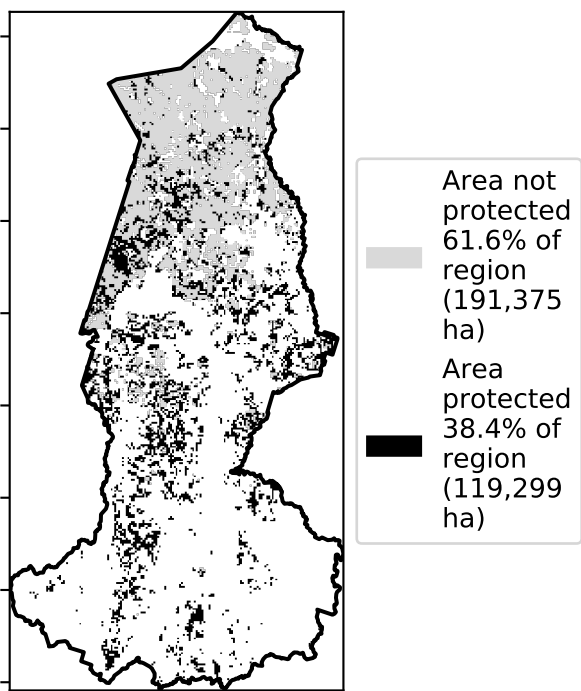 Area not
protected
61.6% of
region
(191,375
ha)
Area
protected
38.4% of
region
(119,299
ha)